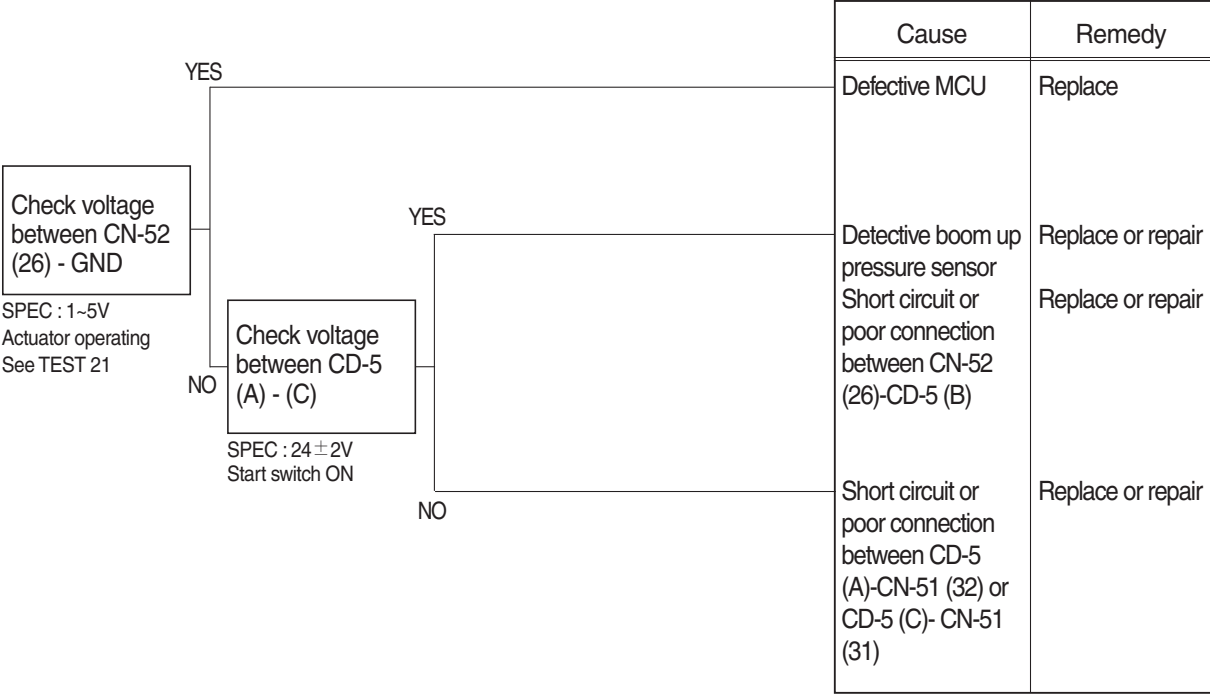 Cause
Remedy
YES
Defective MCU
Replace
Check voltage
between CN-52
(26) - GND
SPEC : 1~5V
Actuator operating
See TEST 21
NO
Check voltage
between CD-5
(A) - (C)
SPEC : 24±2V
Start switch ON
YES
Detective boom up
pressure sensor
Replace or repair
Short circuit or
poor connection
between CN-52
(26)-CD-5 (B)
Replace or repair
NO
Short circuit or
poor connection
between CD-5
(A)-CN-51 (32) or
CD-5 (C)- CN-51
(31)
Replace or repair